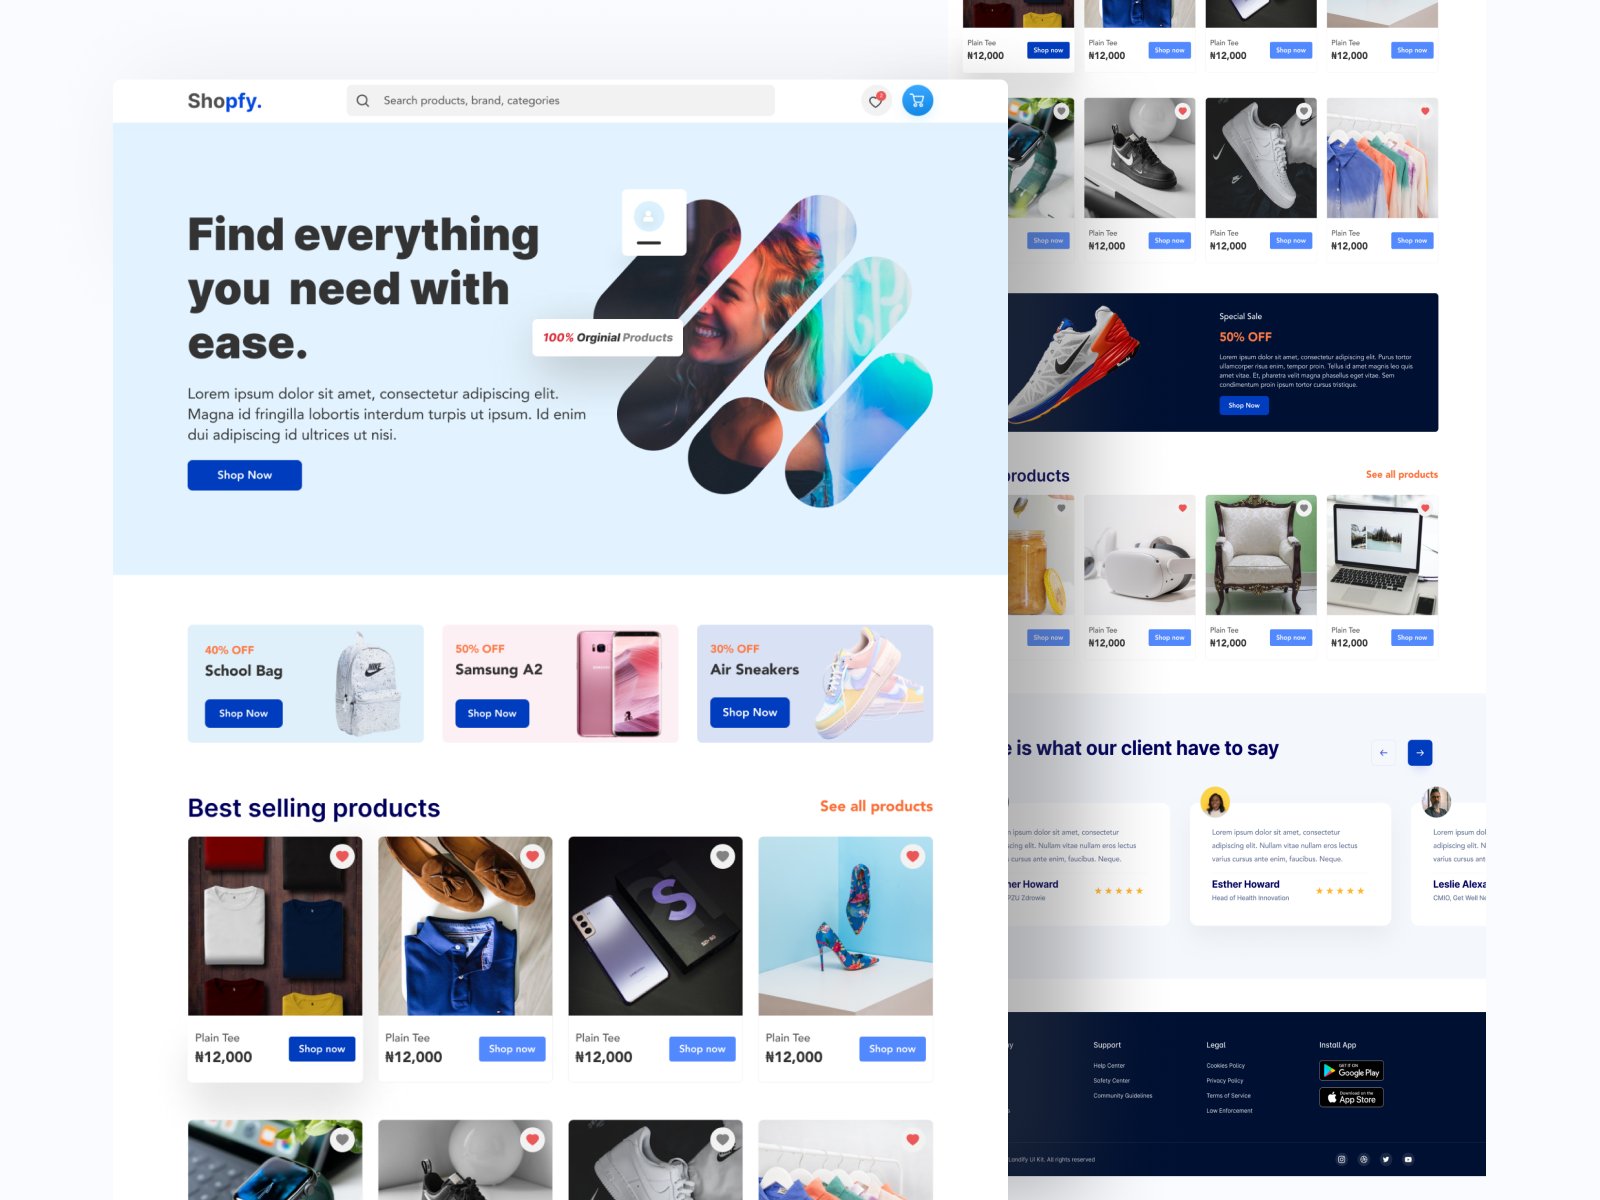 Shopfy.
Search products, brand, categories
Find everything
you need with
ease.
100% Orginial Products
Lorem ipsum dolor sit amet, consectetur adipiscing elit.
Magna id fringilla lobortis interdum turpis ut ipsum. Id enim
dui adipiscing id ultrices ut nisi.
Shop Now
40% OFF
School Bag
Shop Now
NIKE
50% OFF
Samsung A2
Shop Now
30% OFF
Air Sneakers
Shop Now
Best selling products
See all products
Plain Tee
₦12,000
Shop now
Plain Tee
₦12,000
Shop now
Plain Tee
₦12,000
Shop now
Plain Tee
₦12,000
Shop now
Plain Tee
₦12,000
Shop now
Plain Tee
₦12,000
Shop now
Plain Tee
₦12,000
Shop now
Plain Tee
₦12,000
Shop now
₦12,000
Shop now
Plain Tee
₦12,000
Shop now
Plain Tee
₦12,000
Shop now
Plain Tee
₦12,000
Shop now
Special Sale
50% OFF
Lorem ipsum dolor sit amet, consectetur adipiscing elit. Purus tortor
ullamcorper risus enim, tempor proin. Tellus id amet magnis leo quis
amet vitae. Et, pharetra velit magna phasellus eget vitae. Sem
condimentum proin ipsum tortor cursus tristique.
Shop Now
products
See all products
Shop now
Plain Tee
₦12,000
Shop now
Plain Tee
₦12,000
Shop now
Plain Tee
₦12,000
Shop now
e is what our client have to say
ipsum dolor sit amet, consectetur
scing elit. Nullam vitae nullam eros lectus
cursus ante enim, faucibus. Neque.
her Howard
PZU Zdrowie
Lorem ipsum dolor sit amet, consectetur
adipiscing elit. Nullam vitae nullam eros lectus
varius cursus ante enim, faucibus. Neque.
Esther Howard
Head of Health Innovation
Lorem ipsum dol
adipiscing elit. N
varius cursus ant
Leslie Alexa
CMIO, Get Well Ne
Support
Help Center
Safety Center
Community Guidelines
Legal
Cookies Policy
Privacy Policy
Terms of Service
Low Enforcement
Install App
GET IT ON
Google Play
Download on the
App Store
Landify UI Kit. All rights reserved